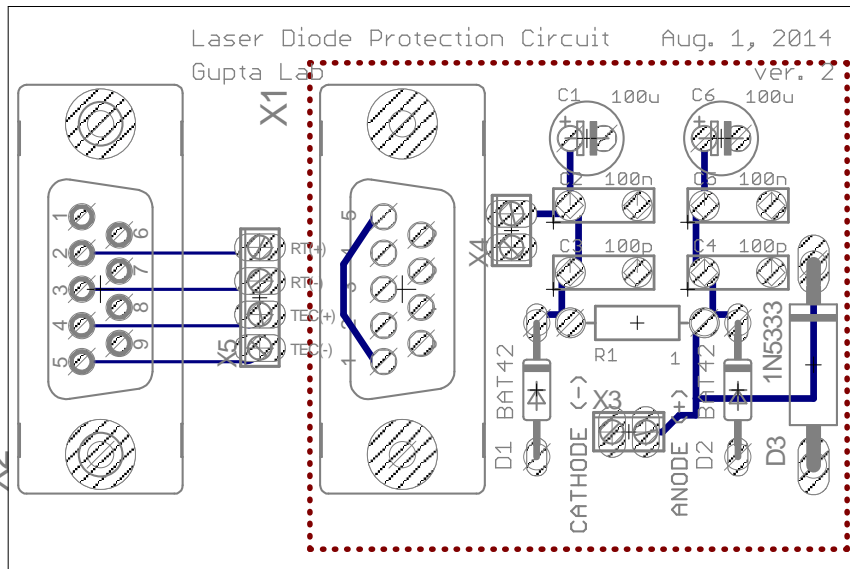 Laser Diode Protection Circuit Aug. 1, 2014
Gupta Lab ver. 2
X1
C1 100u C6 100u
C2 100n C5 100n
C3 100p C4 100p
X4
1
2
3
4
5
6
7
8
9
RT(+)
RT(-)
TEC(+)
TEC(-)
X5
5
4
3
2
1
R1 1
BAT42
D1
CATHODE (-)
X3
ANODE (+)
BAT42
D2
1N5333
D3
X2